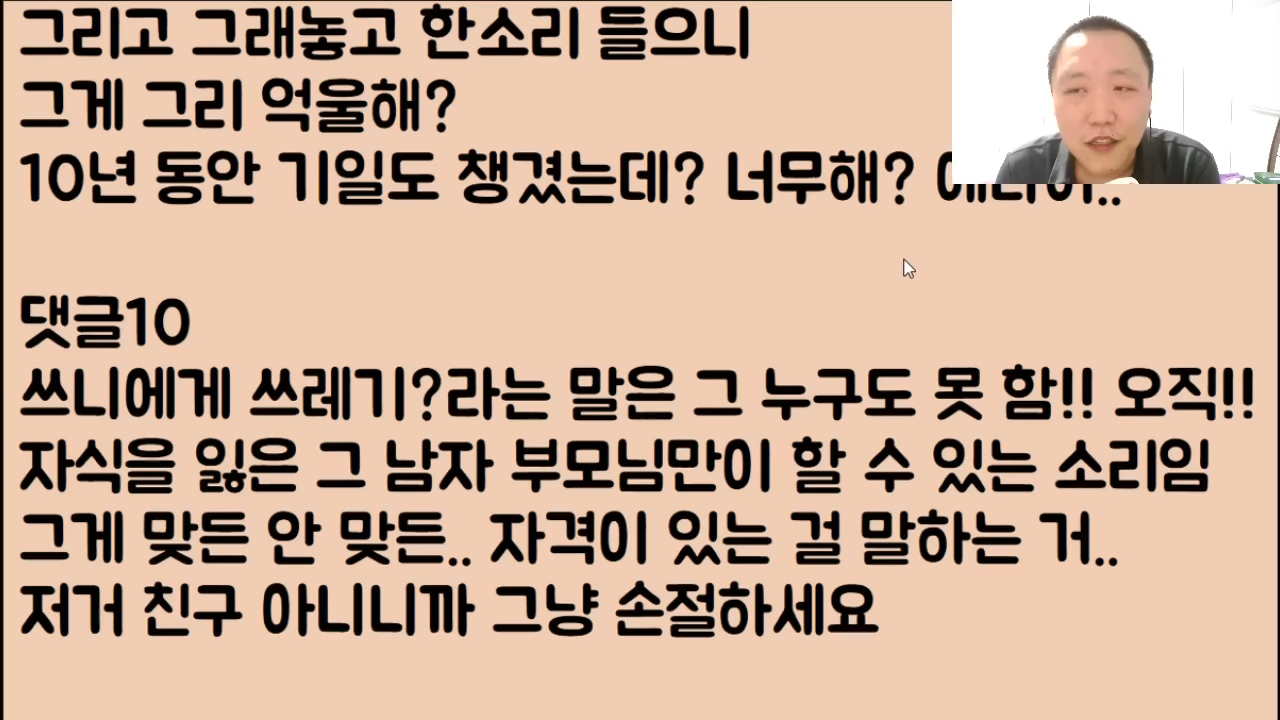 그리고 그래놓고 한소리 들으니
그게 그리 억울해?
10년 동안 기일도 챙겼는데? 너무해?
댓글10
쓰니에게 쓰레기?라는 말은 그 누구도 못 함!! 오직!!
자식을 잃은 그 남자 부모님만이 할 수 있는 소리임
그게 맞든 안 맞든.. 자격이 있는 걸 말하는 거..
저거 친구 아니니까 그냥 손절하세요